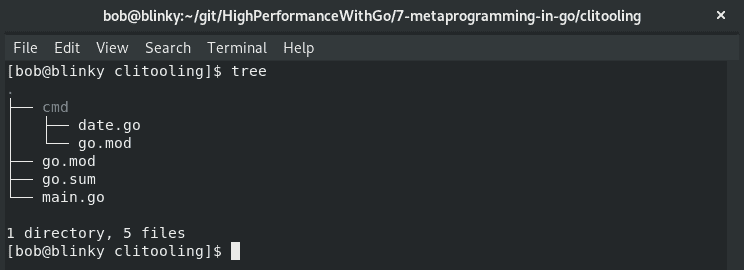 bob@blinky:~/git/HighPerformanceWithGo/7-metaprogramming-in-go/clitooling ×
File Edit View Search Terminal Help
[bob@blinky clitooling]$ tree
.
├── cmd
│   ├── date.go
│   └── go.mod
├── go.mod
├── go.sum
└── main.go
1 directory, 5 files
[bob@blinky clitooling]$